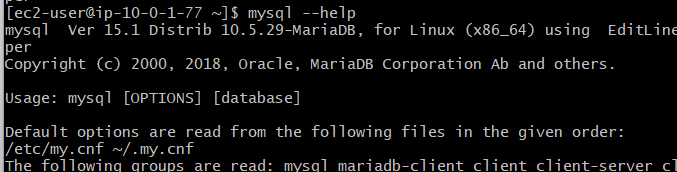 [ec2-user@ip-10-0-1-77 ~]$ mysql --help
mysql  Ver 15.1 Distrib 10.5.29-MariaDB, for Linux (x86_64) using  EditLine
per
Copyright (c) 2000, 2018, Oracle, MariaDB Corporation Ab and others.
Usage: mysql [OPTIONS] [database]
Default options are read from the following files in the given order:
/etc/my.cnf ~/.my.cnf
The following groups are read: mysql mariadb-client client client-server cl